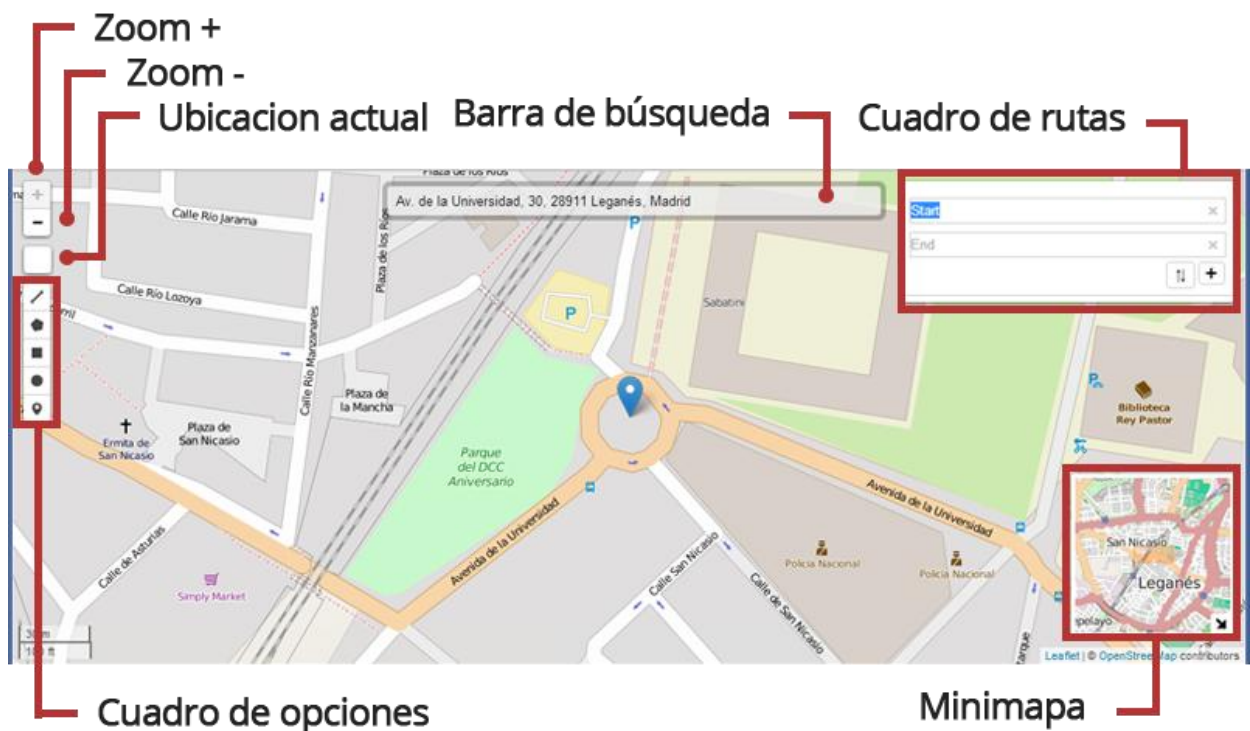 Zoom +
Zoom -
Ubicacion actual
Barra de búsqueda
Cuadro de rutas
Plaza de los Ríos
+
-
Calle Río Jarama
Plaza de los Ríos
Av. de la Universidad, 30, 28911 Leganés, Madrid
P
Start
×
End
×
+
Calle Río Lozoya
Calle Río Manzanares
P
Sabatini
Plaza de
la Mancha
P
Biblioteca
Rey Pastor
Ermita de
San Nicasio
Plaza de
San Nicasio
Parque
del DCC
Aniversario
Avenida de la Universidad
Avenida de la Universidad
Calle de Asturias
Simply Market
Calle San Nicasio
Calle de San Nicasio
Policía Nacional
Policía Nacional
San Nicasio
Leganés
30 m
100 ft
Leaflet | © OpenStreetMap contributors
Cuadro de opciones
Minimapa